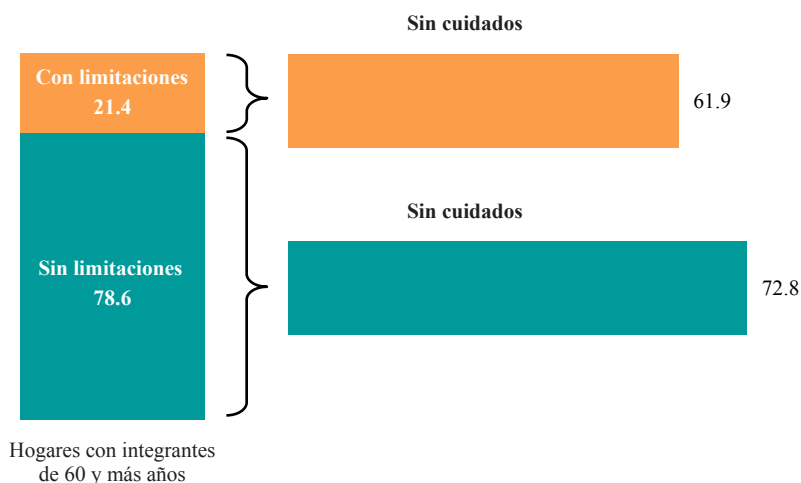 Sin cuidados
Con limitaciones
21.4
61.9
Sin cuidados
Sin limitaciones
78.6
72.8
Hogares con integrantes
de 60 y más años